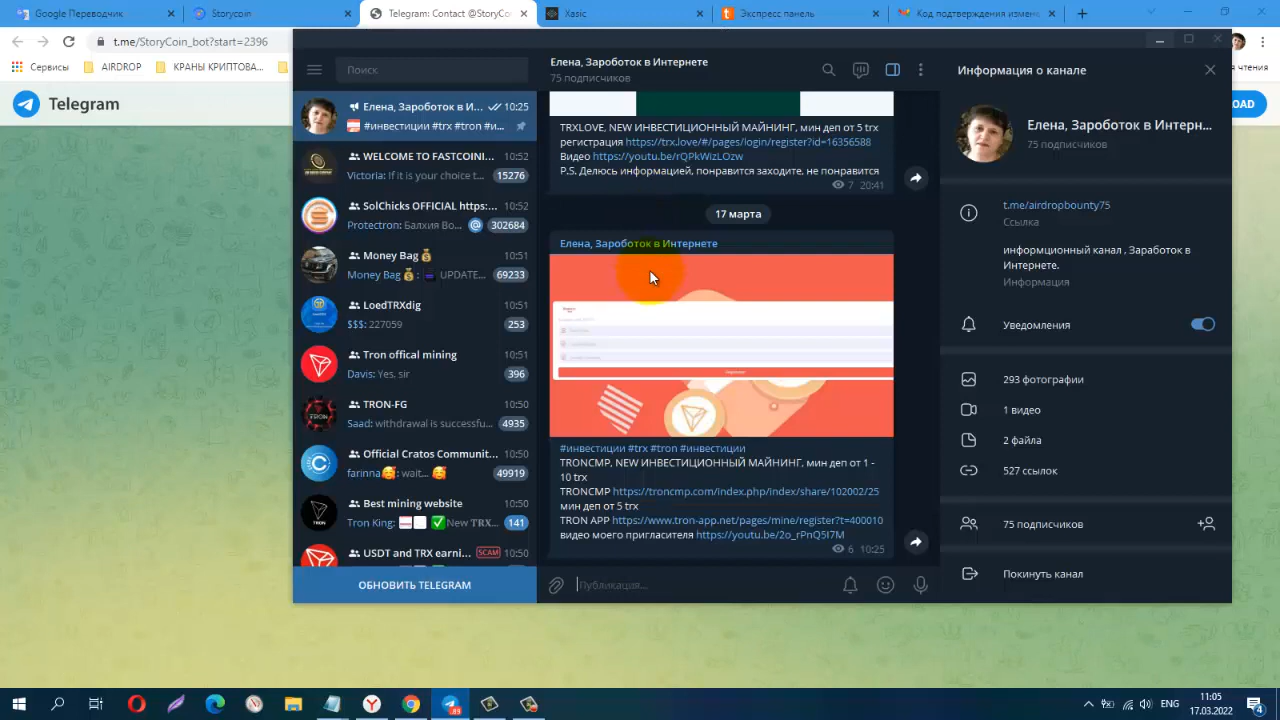 Google Переводчик
Storycoin
Telegram: Contact @StoryCo
Xasic
Экспресс панель
Код подтверждения измен
t.me/StoryCoin_bot?start=2396
Сервисы
AIRDROP
КРАНЫ КРИПТОВА...
я чтения
Telegram
OAD
Поиск
Елена, Зароботок в И... 10:25
#инвестиции #trx #tron #и...
WELCOME TO FASTCOINI... 10:52
Victoria: If it is your choice t... 15276
SolChicks OFFICIAL https:... 10:52
Protectron: Балхия Во... @ 302684
Money Bag 💰 10:51
Money Bag 💰: UPDATE... 69233
LoedTRXdig 10:51
$$$: 227059 253
Tron offical mining 10:51
Davis: Yes, sir 396
TRON-FG 10:50
Saad: withdrawal is successfu... 4935
TRON
Official Cratos Communit... 10:50
farinna🥰: wait... 🥰 49919
Best mining website 10:50
Tron King: ✅New TRX... 141
TRON
USDT and TRX earni... SCAM 10:50
ОБНОВИТЬ TELEGRAM
Елена, Зароботок в Интернете
75 подписчиков
TRXLOVE, NEW ИНВЕСТИЦИОННЫЙ МАЙНИНГ, мин деп от 5 trx
регистрация https://trx.love/#/pages/login/register?id=16356588
Видео https://youtu.be/rQPkWizLOzw
P.S. Делюсь информацией, понравится заходите, не понравится
7 20:41
17 марта
Елена, Зароботок в Интернете
#инвестиции #trx #tron #инвестиции
TRONCMP, NEW ИНВЕСТИЦИОННЫЙ МАЙНИНГ, мин деп от 1 -
10 trx
TRONCMP https://troncmp.com/index.php/index/share/102002/25
мин деп от 5 trx
TRON APP https://www.tron-app.net/pages/mine/register?t=400010
видео моего пригласителя https://youtu.be/2o_rPnQ5I7M
6 10:25
Публикация...
Информация о канале
Елена, Зароботок в Интерн...
75 подписчиков
t.me/airdropbounty75
Ссылка
информционный канал , Заработок в
Интернете.
Информация
Уведомления
293 фотографии
1 видео
2 файла
527 ссылок
75 подписчиков
Покинуть канал
ENG
11:05
17.03.2022
4